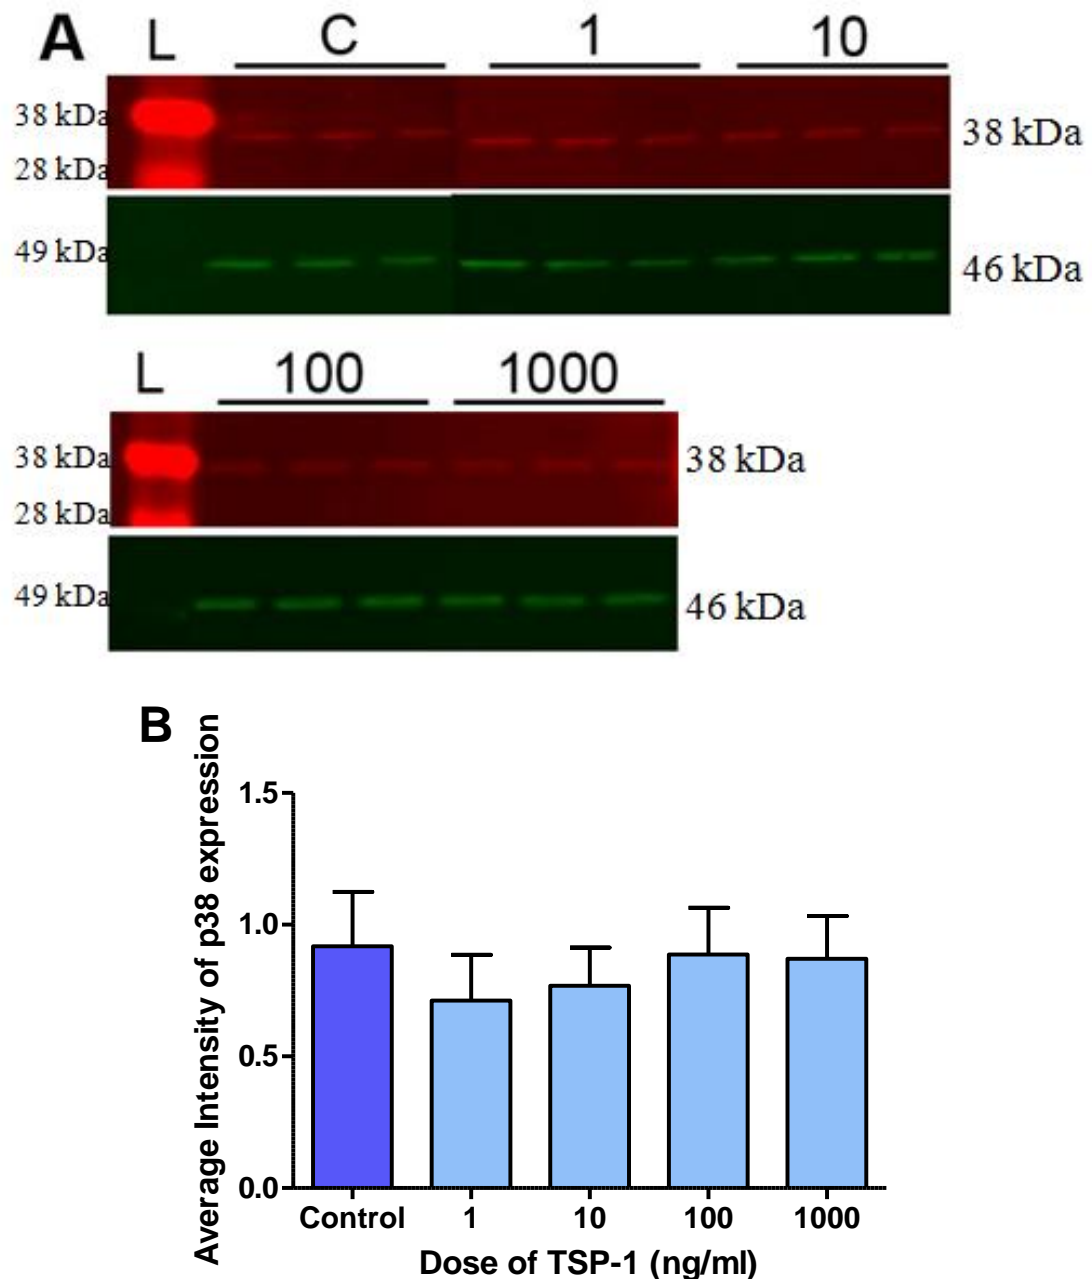 A L C 1 10
38 kDa
38 kDa
28 kDa
49 kDa
46 kDa
L 100 1000
38 kDa
38 kDa
28 kDa
49 kDa
46 kDa
B
Average Intensity of p38 expression
1.5
1.0
0.5
0.0
Control 1 10 100 1000
Dose of TSP-1 (ng/ml)